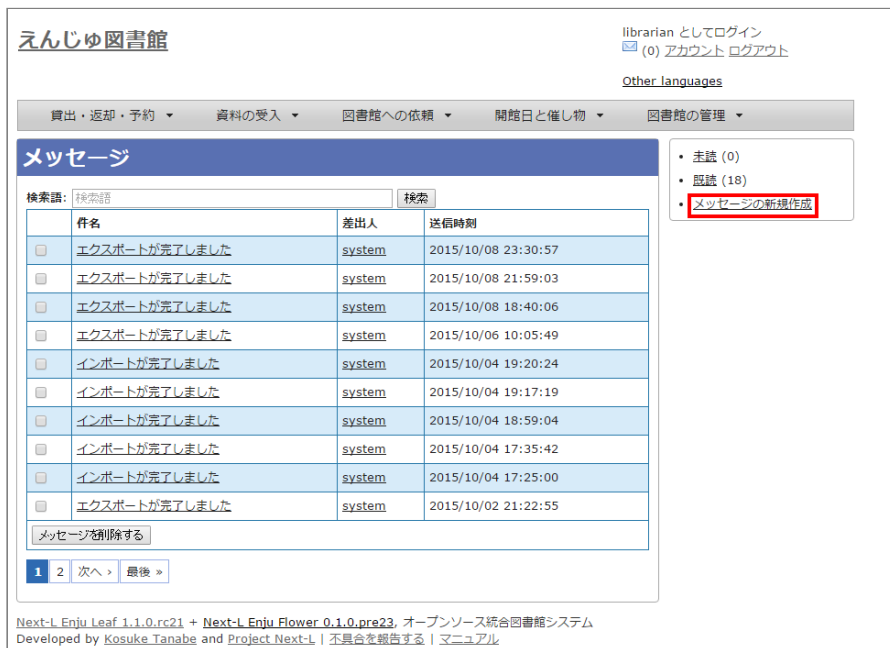 えんじゅ図書館
librarian としてログイン
(0) アカウント ログアウト
Other languages
貸出・返却・予約 ▼ 資料の受入 ▼ 図書館への依頼 ▼ 開館日と催し物 ▼ 図書館の管理 ▼
メッセージ
検索語: 検索語 検索
件名 差出人 送信時刻
エクスポートが完了しました system 2015/10/08 23:30:57
エクスポートが完了しました system 2015/10/08 21:59:03
エクスポートが完了しました system 2015/10/08 18:40:06
エクスポートが完了しました system 2015/10/06 10:05:49
インポートが完了しました system 2015/10/04 19:20:24
インポートが完了しました system 2015/10/04 19:17:19
インポートが完了しました system 2015/10/04 18:59:04
インポートが完了しました system 2015/10/04 17:35:42
インポートが完了しました system 2015/10/04 17:25:00
エクスポートが完了しました system 2015/10/02 21:22:55
メッセージを削除する
1 2 次へ › 最後 »
• 未読 (0)
• 既読 (18)
• メッセージの新規作成
Next-L Enju Leaf 1.1.0.rc21 + Next-L Enju Flower 0.1.0.pre23, オープンソース統合図書館システム
Developed by Kosuke Tanabe and Project Next-L | 不具合を報告する | マニュアル